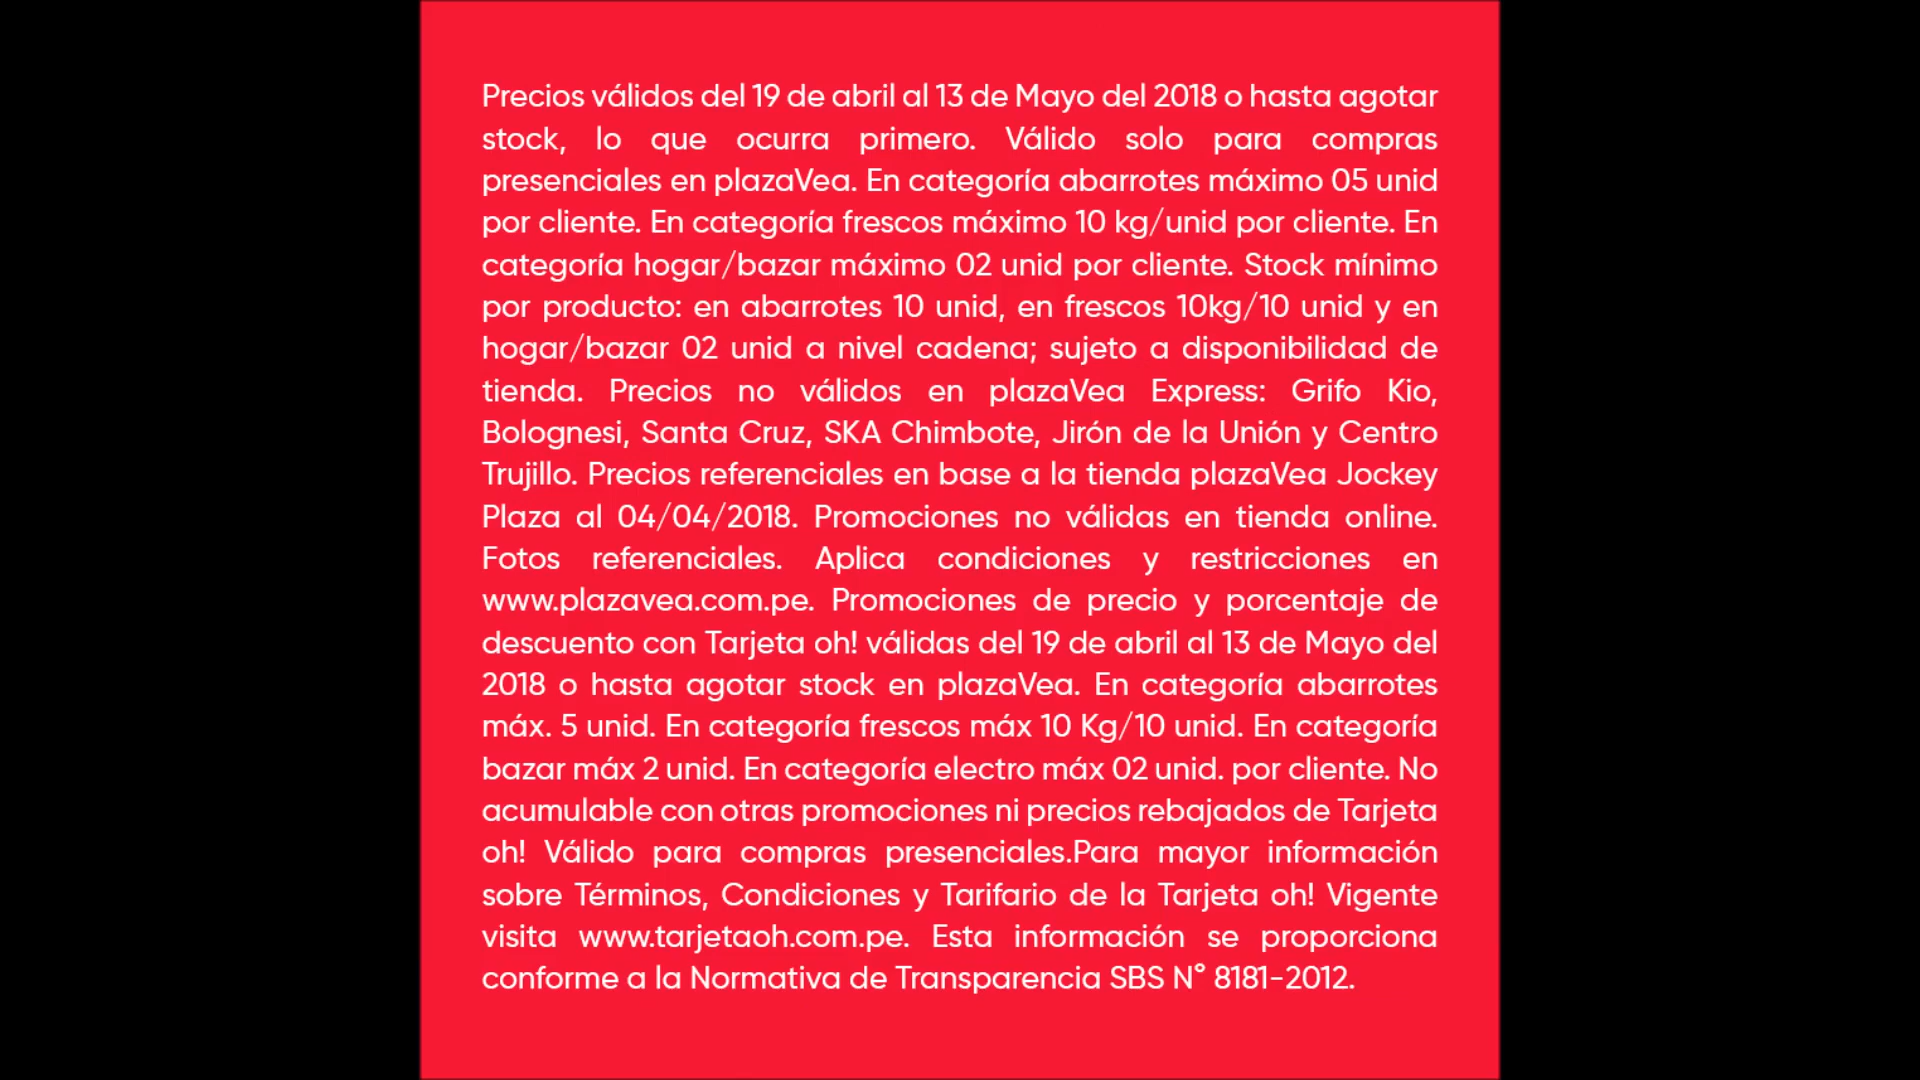 Precios válidos del 19 de abril al 13 de Mayo del 2018 o hasta agotar
stock, lo que ocurra primero. Válido solo para compras
presenciales en plazaVea. En categoría abarrotes máximo 05 unid
por cliente. En categoría frescos máximo 10 kg/unid por cliente. En
categoría hogar/bazar máximo 02 unid por cliente. Stock mínimo
por producto: en abarrotes 10 unid, en frescos 10kg/10 unid y en
hogar/bazar 02 unid a nivel cadena; sujeto a disponibilidad de
tienda. Precios no válidos en plazaVea Express: Grifo Kio,
Bolognesi, Santa Cruz, SKA Chimbote, Jirón de la Unión y Centro
Trujillo. Precios referenciales en base a la tienda plazaVea Jockey
Plaza al 04/04/2018. Promociones no válidas en tienda online.
Fotos referenciales. Aplica condiciones y restricciones en
www.plazavea.com.pe. Promociones de precio y porcentaje de
descuento con Tarjeta oh! válidas del 19 de abril al 13 de Mayo del
2018 o hasta agotar stock en plazaVea. En categoría abarrotes
máx. 5 unid. En categoría frescos máx 10 Kg/10 unid. En categoría
bazar máx 2 unid. En categoría electro máx 02 unid. por cliente. No
acumulable con otras promociones ni precios rebajados de Tarjeta
oh! Válido para compras presenciales.Para mayor información
sobre Términos, Condiciones y Tarifario de la Tarjeta oh! Vigente
visita www.tarjetaoh.com.pe. Esta información se proporciona
conforme a la Normativa de Transparencia SBS N° 8181-2012.